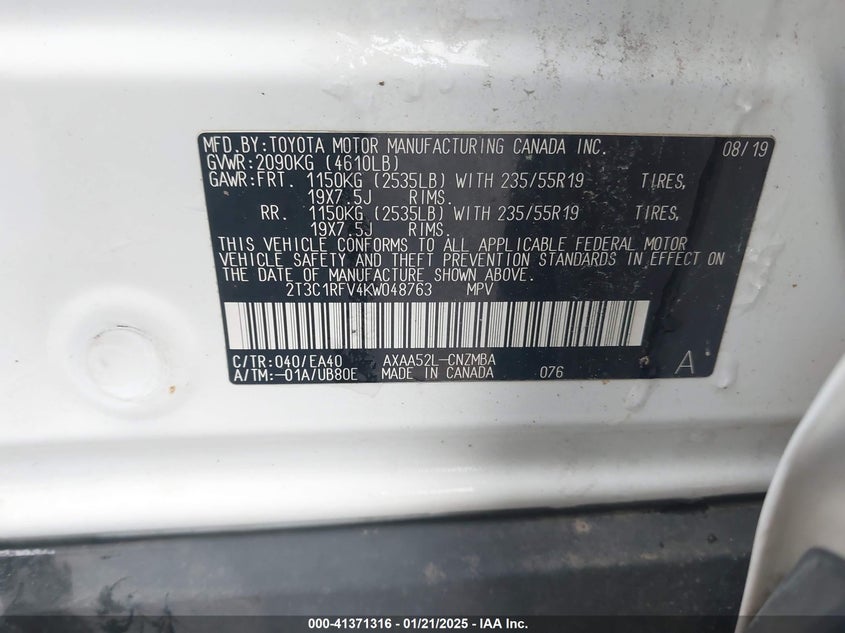 MFD.BY:TOYOTA MOTOR MANUFACTURING CANADA INC. 08/19
GVWR:2090KG (4610LB)
GAWR:FRT. 1150KG (2535LB) WITH 235/55R19 TIRES,
19X7.5J RIMS.
RR. 1150KG (2535LB) WITH 235/55R19 TIRES,
19X7.5J RIMS.
THIS VEHICLE CONFORMS TO ALL APPLICABLE FEDERAL MOTOR
VEHICLE SAFETY AND THEFT PREVENTION STANDARDS IN EFFECT ON
THE DATE OF MANUFACTURE SHOWN ABOVE.
2T3C1RFV4KW048763 MPV
C/TR:040/EA40 AXAA52L-CNZMBA
A/TM:-01A/UB80E MADE IN CANADA 076 A
000-41371316 - 01/21/2025 - IAA Inc.